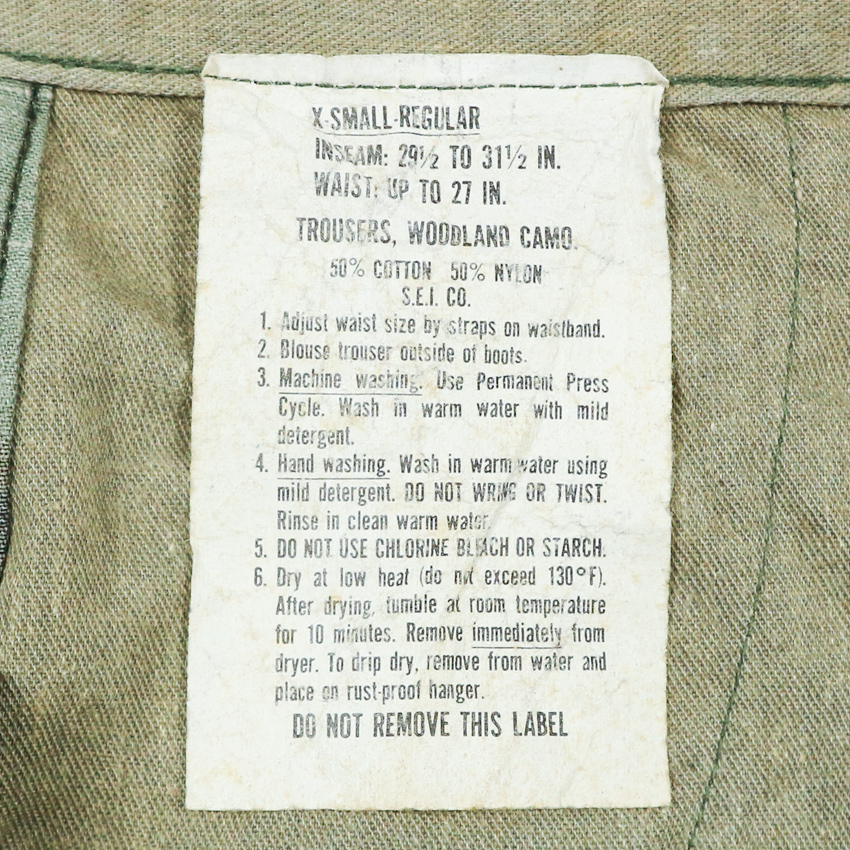 X-SMALL-REGULAR
INSEAM: 29½ TO 31½ IN.
WAIST: UP TO 27 IN.
TROUSERS, WOODLAND CAMO.
50% COTTON 50% NYLON
S.E.I. CO.
1. Adjust waist size by straps on waistband.
2. Blouse trouser outside of boots.
3. Machine washing. Use Permanent Press
Cycle. Wash in warm water with mild
detergent.
4. Hand washing. Wash in warm water using
mild detergent. DO NOT WRING OR TWIST.
Rinse in clean warm water.
5. DO NOT USE CHLORINE BLEACH OR STARCH.
6. Dry at low heat (do not exceed 130°F).
After drying, tumble at room temperature
for 10 minutes. Remove immediately from
dryer. To drip dry, remove from water and
place on rust-proof hanger.
DO NOT REMOVE THIS LABEL